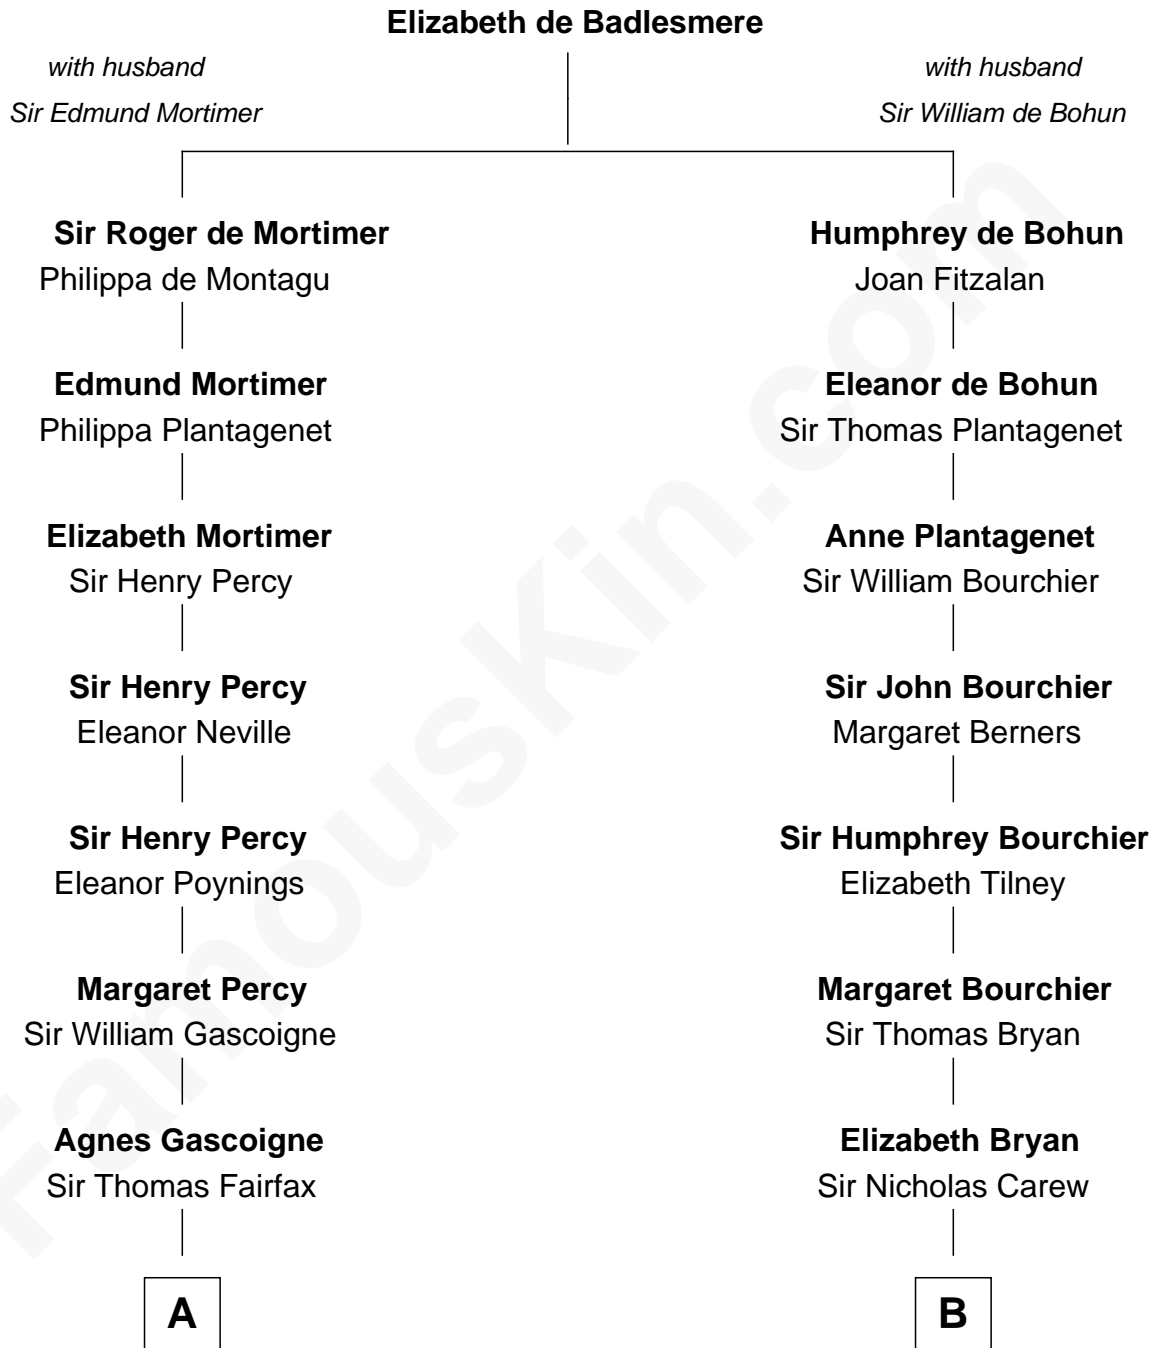 Elizabeth de Badlesmere
with husband
Sir Edmund Mortimer
with husband
Sir William de Bohun
Sir Roger de Mortimer
Philippa de Montagu
Humphrey de Bohun
Joan Fitzalan
Edmund Mortimer
Philippa Plantagenet
Eleanor de Bohun
Sir Thomas Plantagenet
Elizabeth Mortimer
Sir Henry Percy
Anne Plantagenet
Sir William Bourchier
Sir Henry Percy
Eleanor Neville
Sir John Bourchier
Margaret Berners
Sir Henry Percy
Eleanor Poynings
Sir Humphrey Bourchier
Elizabeth Tilney
Margaret Percy
Sir William Gascoigne
Margaret Bourchier
Sir Thomas Bryan
Agnes Gascoigne
Sir Thomas Fairfax
Elizabeth Bryan
Sir Nicholas Carew
A
B
FamousKin.com